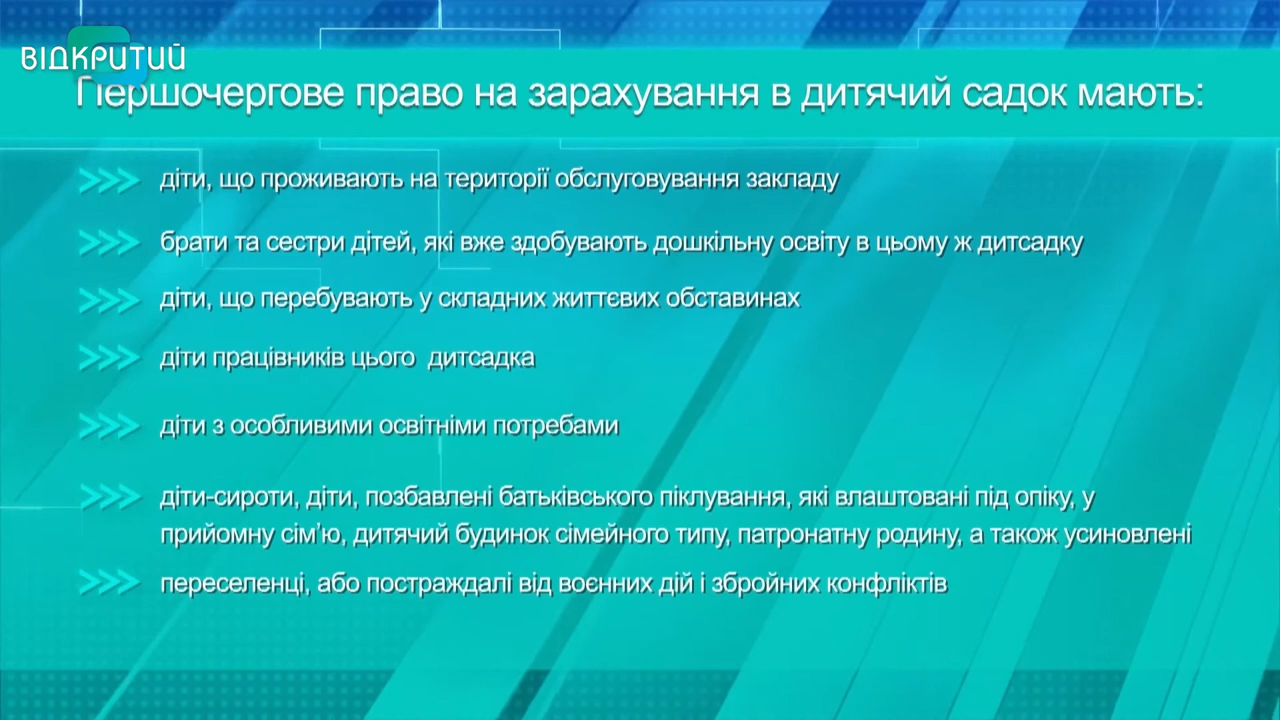 ВІДКРИТИЙ
Першочергове право на зарахування в дитячий садок мають:
діти, що проживають на території обслуговування закладу
брати та сестри дітей, які вже здобувають дошкільну освіту в цьому ж дитсадку
діти, що перебувають у складних життєвих обставинах
діти працівників цього дитсадка
діти з особливими освітніми потребами
діти-сироти, діти, позбавлені батьківського піклування, які влаштовані під опіку, у
прийомну сім'ю, дитячий будинок сімейного типу, патронатну родину, а також усиновлені
переселенці, або постраждалі від воєнних дій і збройних конфліктів